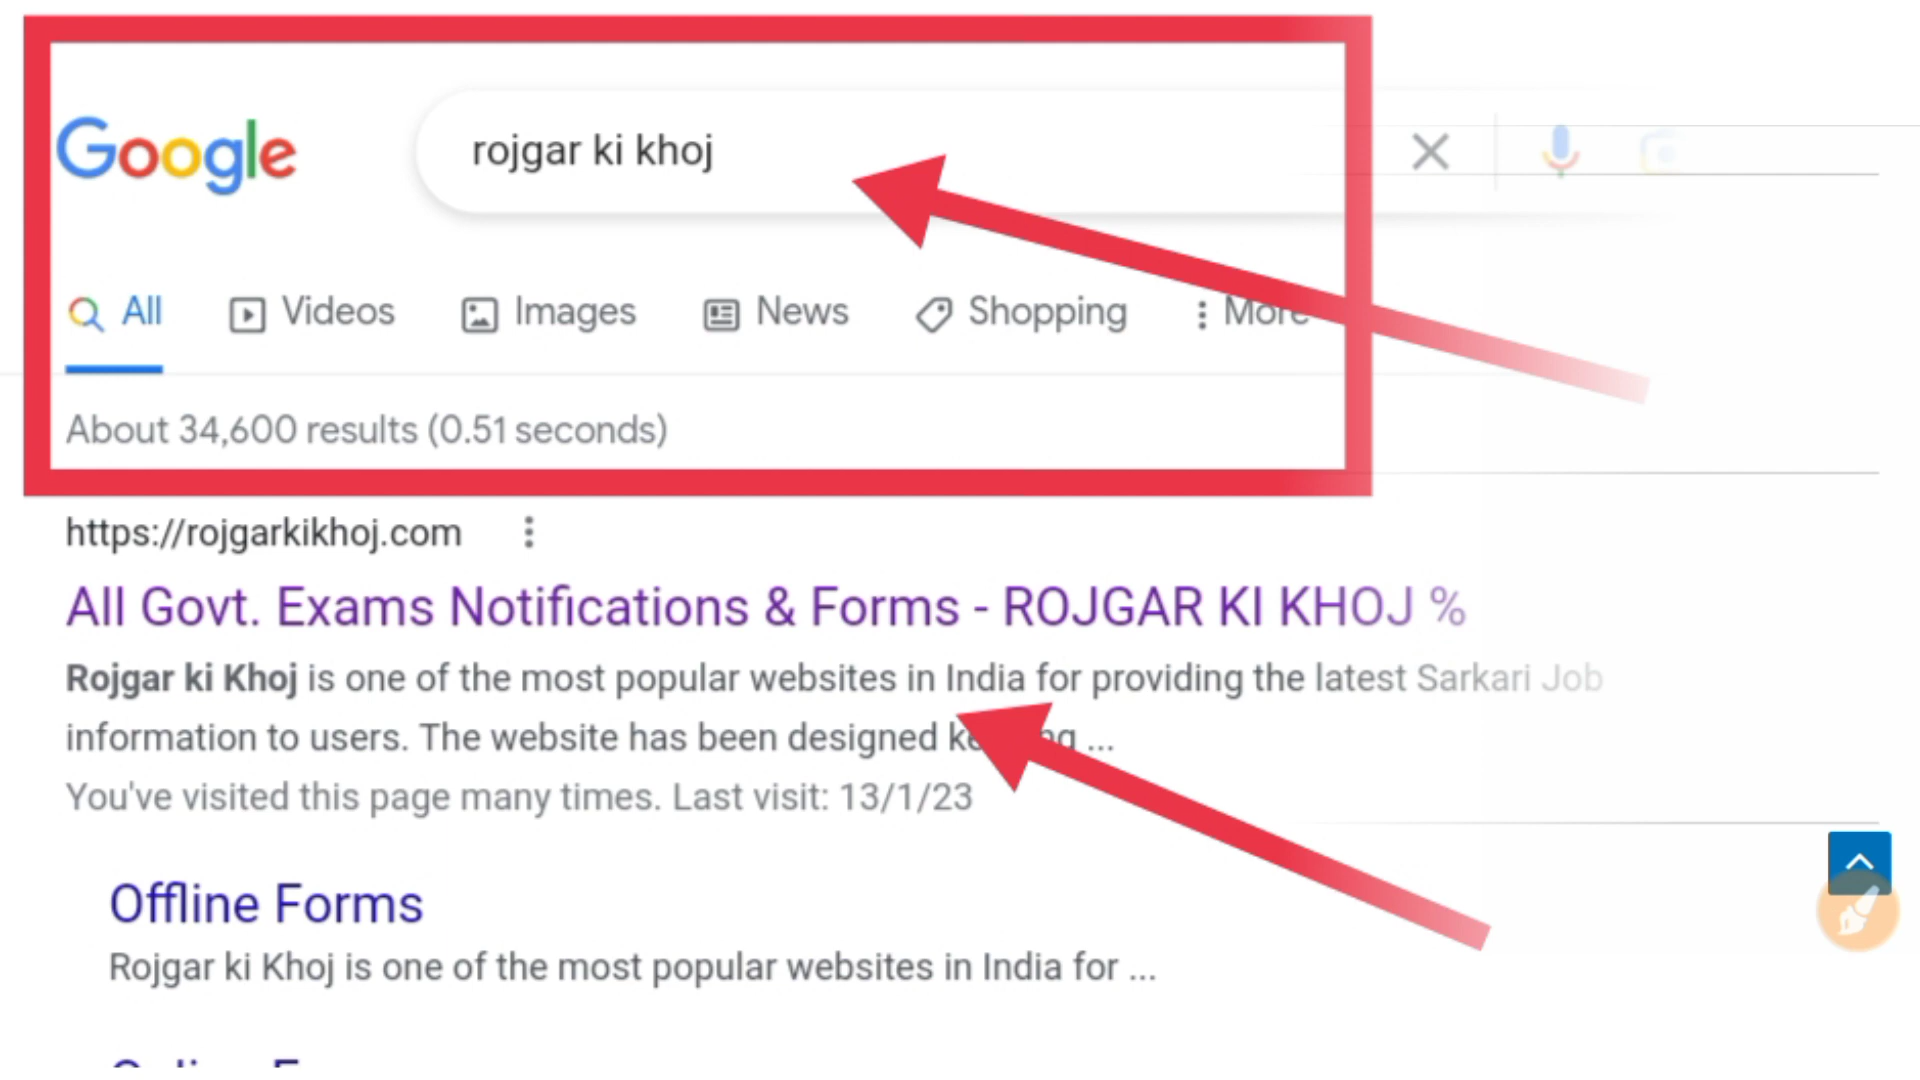 Google
rojgar ki khoj
All Videos Images News Shopping More
About 34,600 results (0.51 seconds)
https://rojgarkikhoj.com
All Govt. Exams Notifications & Forms - ROJGAR KI KHOJ %
Rojgar ki Khoj is one of the most popular websites in India for providing the latest Sarkari Job
information to users. The website has been designed ...
You've visited this page many times. Last visit: 13/1/23
Offline Forms
Rojgar ki Khoj is one of the most popular websites in India for ...